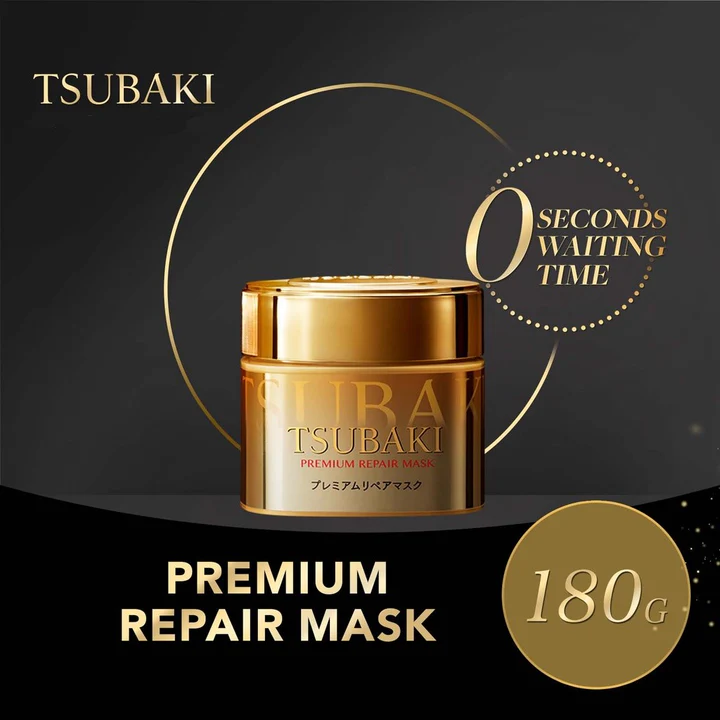 TSUBAKI
0 SECONDS
WAITING
TIME
TSUBAKI
TSUBAKI
PREMIUM REPAIR MASK
プレミアムリペアマスク
PREMIUM
REPAIR MASK
180G